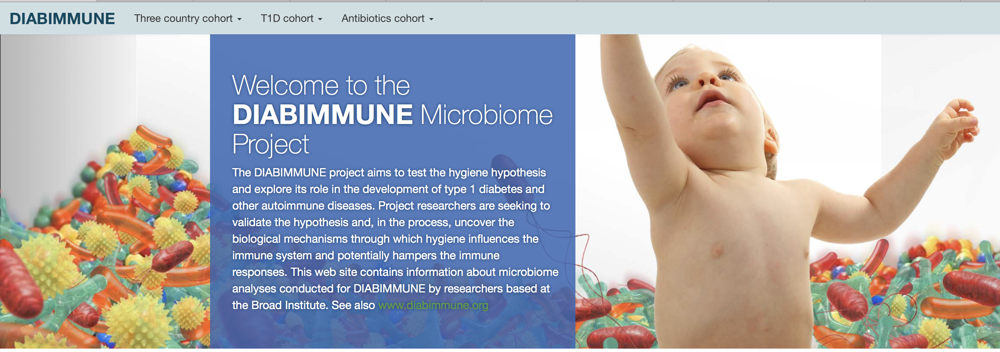 DIABIMMUNE Three country cohort T1D cohort Antibiotics cohort
Welcome to the
DIABIMMUNE Microbiome
Project
The DIABIMMUNE project aims to test the hygiene hypothesis
and explore its role in the development of type 1 diabetes and
other autoimmune diseases. Project researchers are seeking to
validate the hypothesis and, in the process, uncover the
biological mechanisms through which hygiene influences the
immune system and potentially hampers the immune
responses. This web site contains information about microbiome
analyses conducted for DIABIMMUNE by researchers based at
the Broad Institute. See also www.diabimmune.org